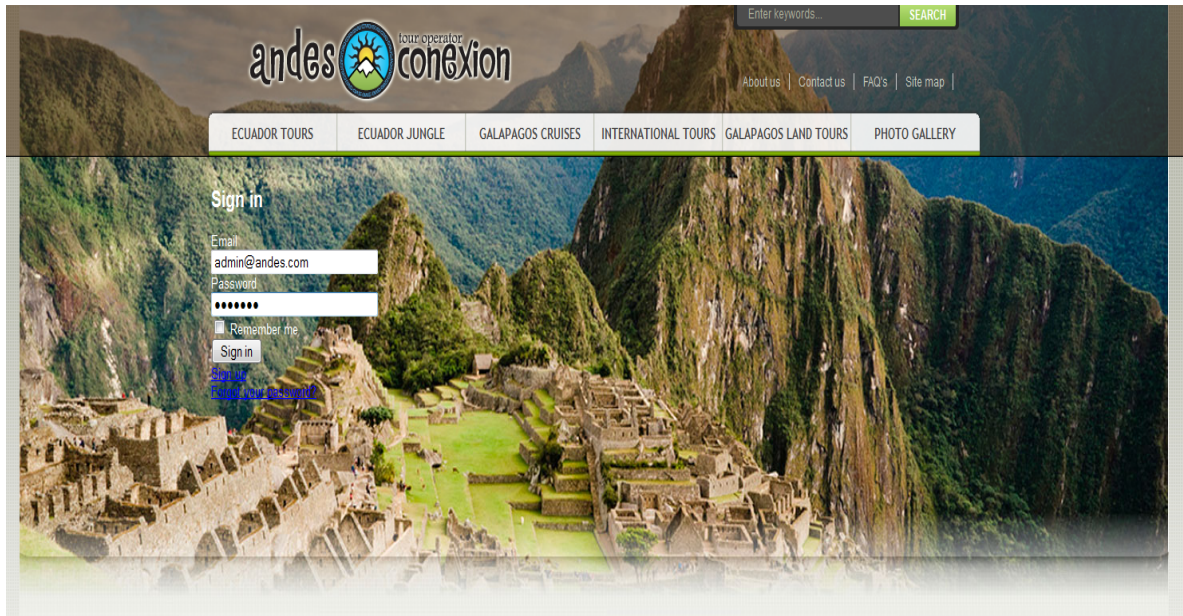 Enter keywords... SEARCH
andes tour operator conexion
About us | Contact us | FAQ's | Site map |
ECUADOR TOURS ECUADOR JUNGLE GALAPAGOS CRUISES INTERNATIONAL TOURS GALAPAGOS LAND TOURS PHOTO GALLERY
Sign in
Email
admin@andes.com
Password
•••••••
Remember me
Sign in
Sign up
Forgot your password?